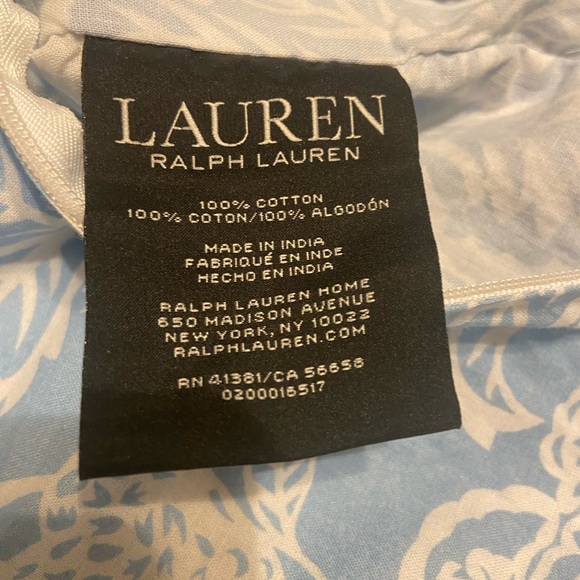 LAUREN
RALPH LAUREN
100% COTTON
100% COTON/100% ALGODÓN
MADE IN INDIA
FABRIQUÉ EN INDE
HECHO EN INDIA
RALPH LAUREN HOME
650 MADISON AVENUE
NEW YORK, NY 10022
RALPHLAUREN.COM
RN 41381/CA 56656
0200016517